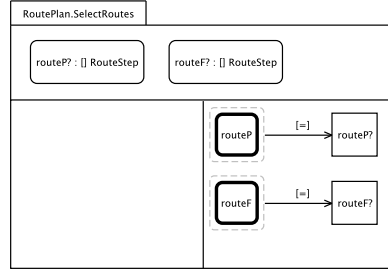 RoutePlan.SelectRoutes
routeP? : [] RouteStep
routeF? : [] RouteStep
routeP
[=]
routeP?
routeF
[=]
routeF?